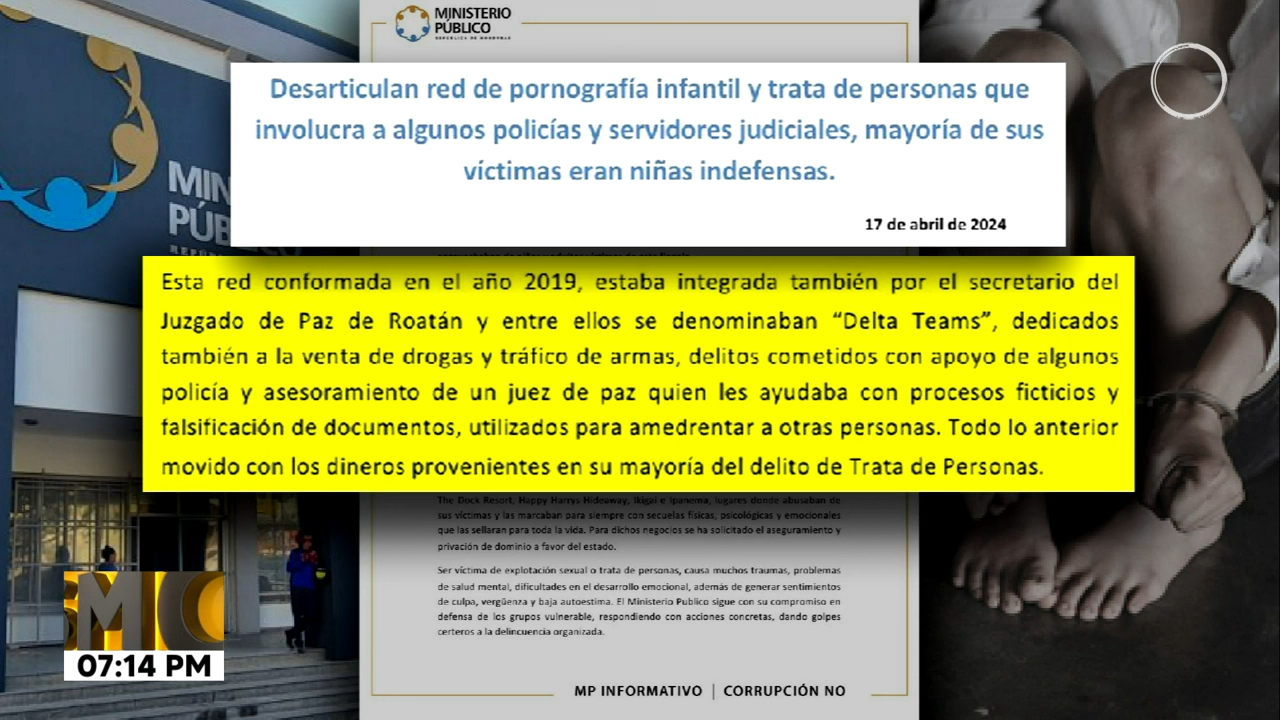 MINISTERIO
PÚBLICO
REPÚBLICA DE HONDURAS
Desarticulan red de pornografía infantil y trata de personas que
involucra a algunos policías y servidores judiciales, mayoría de sus
víctimas eran niñas indefensas.
17 de abril de 2024
MIN
PÚB
Esta red conformada en el año 2019, estaba integrada también por el secretario del
Juzgado de Paz de Roatán y entre ellos se denominaban “Delta Teams”, dedicados
también a la venta de drogas y tráfico de armas, delitos cometidos con apoyo de algunos
policía y asesoramiento de un juez de paz quien les ayudaba con procesos ficticios y
falsificación de documentos, utilizados para amedrentar a otras personas. Todo lo anterior
movido con los dineros provenientes en su mayoría del delito de Trata de Personas.
The Dock Resort, Happy Harrys Hideaway, Ikigai e Ipanema, lugares donde abusaban de
sus víctimas y las marcaban para siempre con secuelas físicas, psicológicas y emocionales
que las sellaran para toda la vida. Para dichos negocios se ha solicitado el aseguramiento y
privación de dominio a favor del estado.
Ser víctima de explotación sexual o trata de personas, causa muchos traumas, problemas
de salud mental, dificultades en el desarrollo emocional, además de generar sentimientos
de culpa, vergüenza y baja autoestima. El Ministerio Publico sigue con su compromiso en
defensa de los grupos vulnerable, respondiendo con acciones concretas, dando golpes
certeros a la delincuencia organizada.
MC
07:14 PM
MP INFORMATIVO | CORRUPCIÓN NO